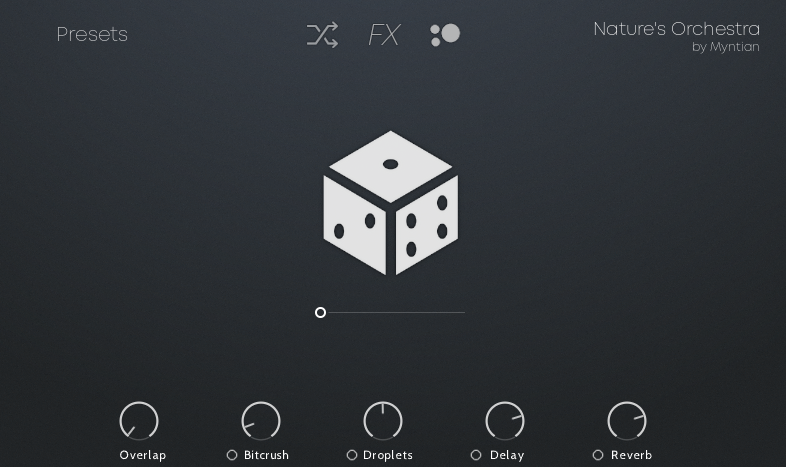 Presets
FX
Nature's Orchestra
by Myntian
Overlap
Bitcrush
Droplets
Delay
Reverb